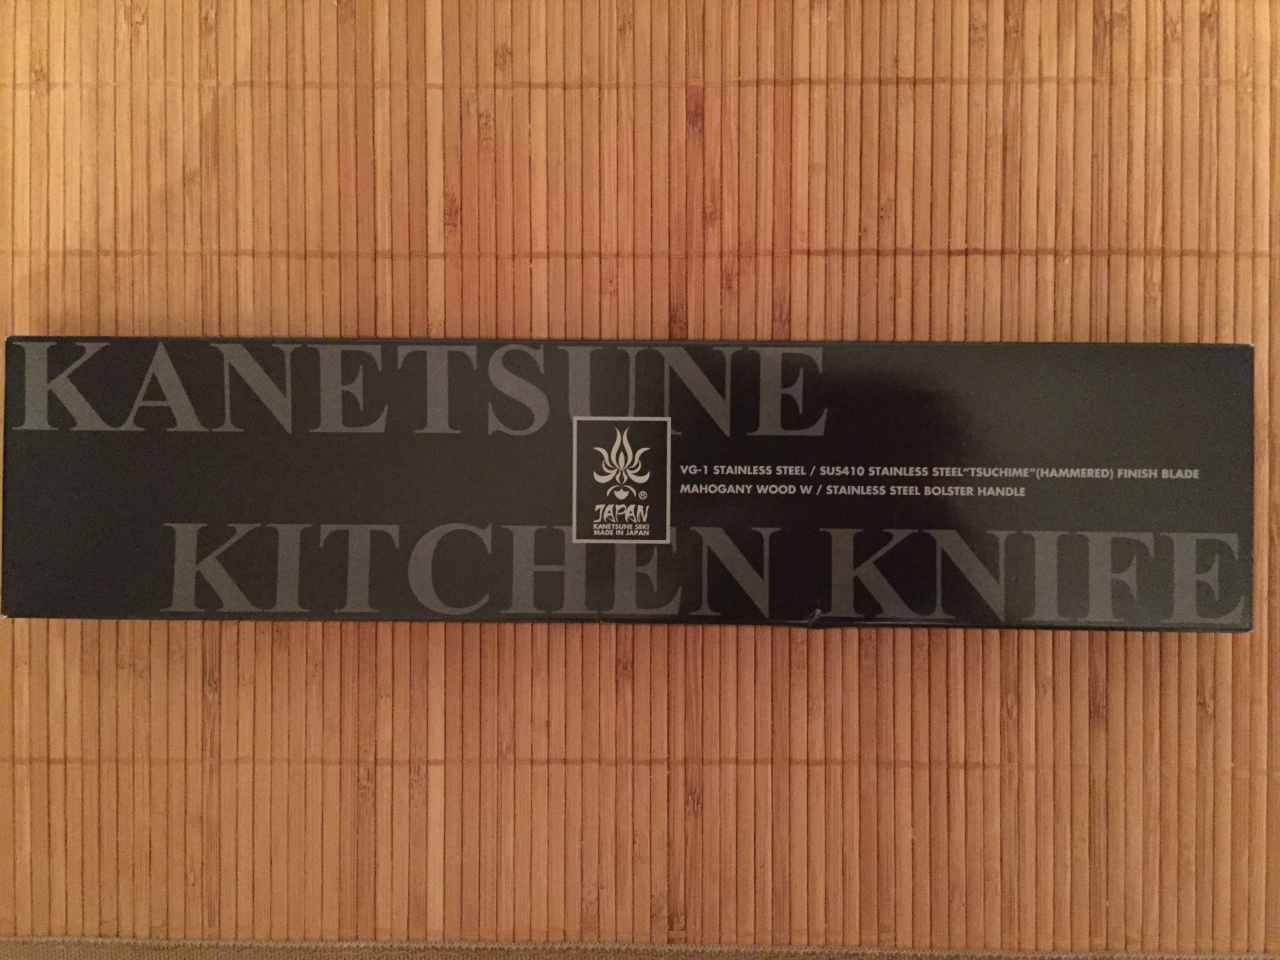 KANETSUNE
VG-1 STAINLESS STEEL / SUS410 STAINLESS STEEL"TSUCHIME"(HAMMERED) FINISH BLADE
MAHOGANY WOOD W / STAINLESS STEEL BOLSTER HANDLE
®
JAPAN
KANETSUNE SEKI
MADE IN JAPAN
KITCHEN KNIFE